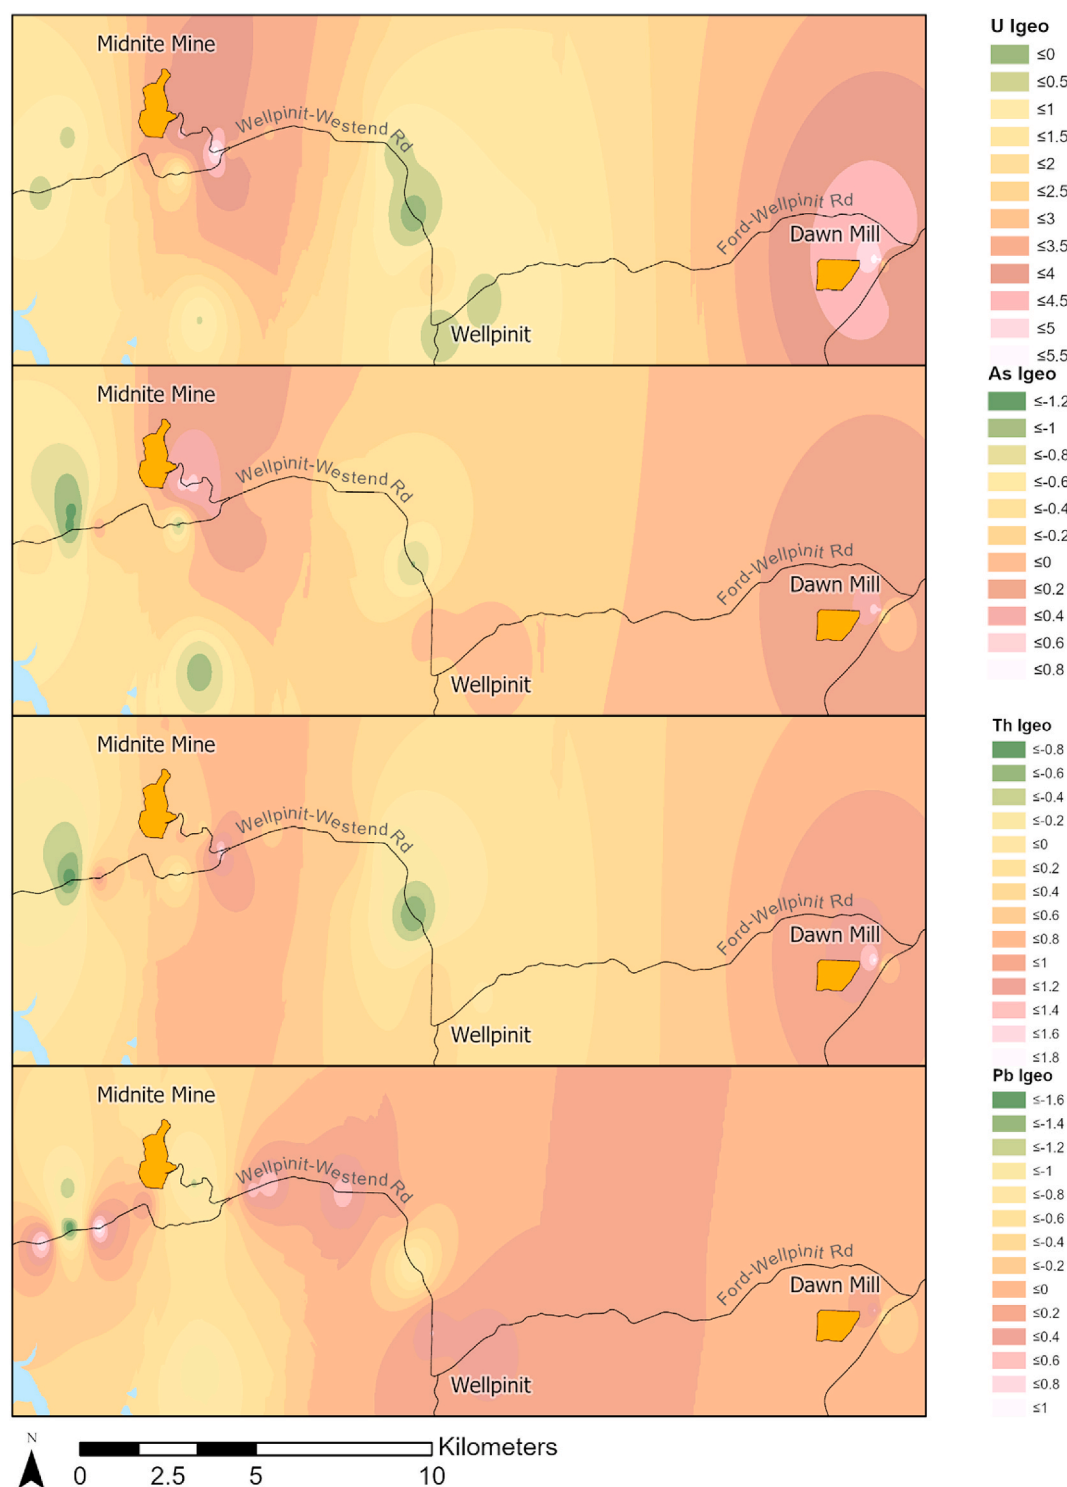 Midnite Mine
Wellpinit-Westend Rd
Ford-Wellpinit Rd
Dawn Mill
Wellpinit
U Igeo
≤0
≤0.5
≤1
≤1.5
≤2
≤2.5
≤3
≤3.5
≤4
≤4.5
≤5
≤5.5
Midnite Mine
Wellpinit-Westend Rd
Ford-Wellpinit Rd
Dawn Mill
Wellpinit
As Igeo
≤-1.2
≤-1
≤-0.8
≤-0.6
≤-0.4
≤-0.2
≤0
≤0.2
≤0.4
≤0.6
≤0.8
Midnite Mine
Wellpinit-Westend Rd
Ford-Wellpinit Rd
Dawn Mill
Wellpinit
Th Igeo
≤-0.8
≤-0.6
≤-0.4
≤-0.2
≤0
≤0.2
≤0.4
≤0.6
≤0.8
≤1
≤1.2
≤1.4
≤1.6
≤1.8
Midnite Mine
Wellpinit-Westend Rd
Ford-Wellpinit Rd
Dawn Mill
Wellpinit
Pb Igeo
≤-1.6
≤-1.4
≤-1.2
≤-1
≤-0.8
≤-0.6
≤-0.4
≤-0.2
≤0
≤0.2
≤0.4
≤0.6
≤0.8
≤1
N
Kilometers
0 2.5 5 10